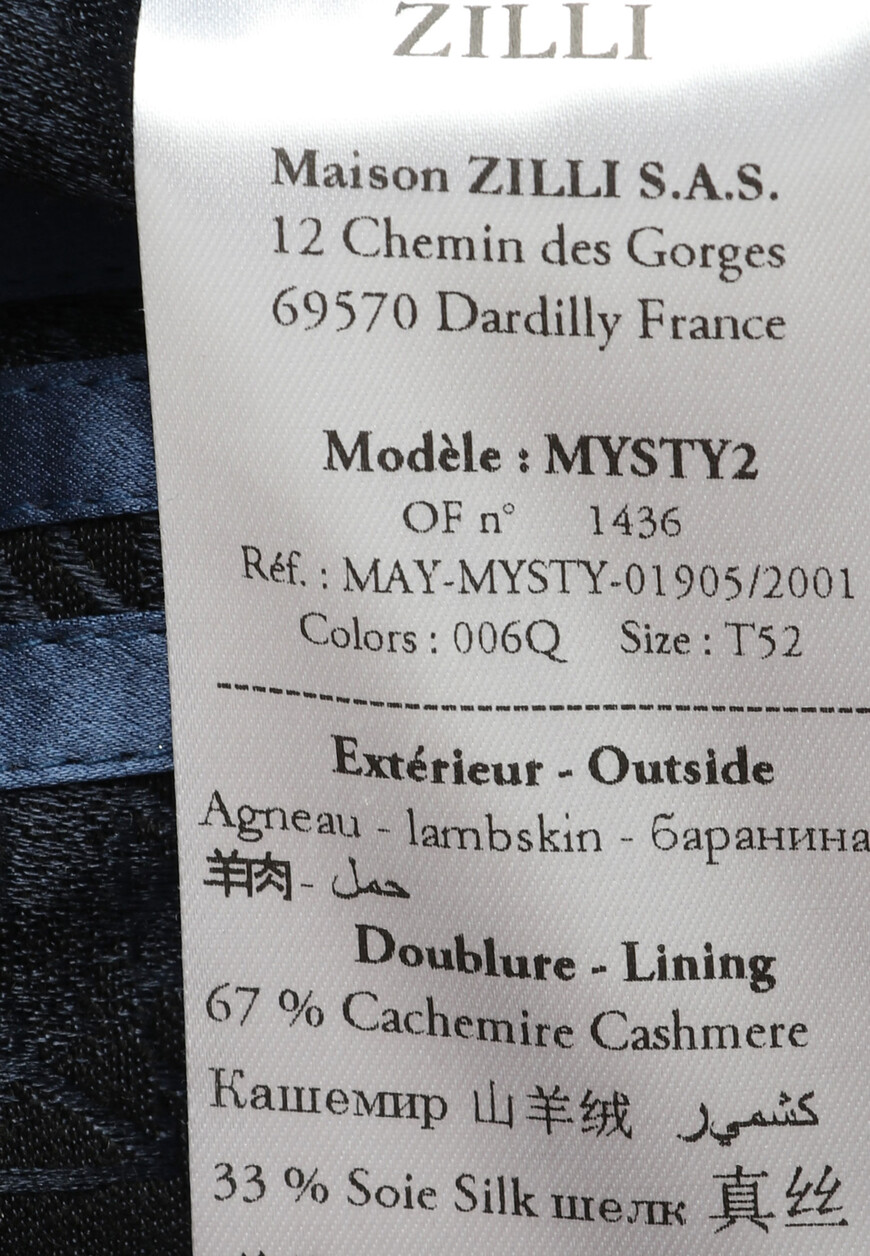 ZILLI
Maison ZILLI S.A.S.
12 Chemin des Gorges
69570 Dardilly France
Modèle : MYSTY2
OF n° 1436
Réf. : MAY-MYSTY-01905/2001
Colors : 006Q Size : T52
Extérieur - Outside
Agneau - lambskin - баранина
羊肉 - حمل
Doublure - Lining
67 % Cachemire Cashmere
Кашемир 山羊绒 كشمير
33 % Soie Silk шелк 真丝